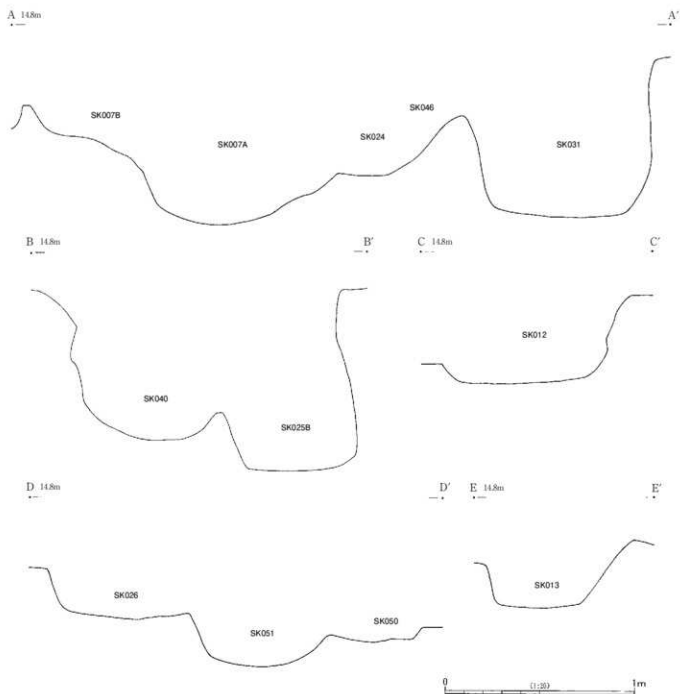 A 14.8m A′
SK007B SK046
SK007A SK024 SK031
B 14.8m B′ C 14.8m C′
SK012
SK040 SK025B
D 14.8m D′ E 14.8m E′
SK026 SK051 SK050 SK013
0 (1:20) 1m